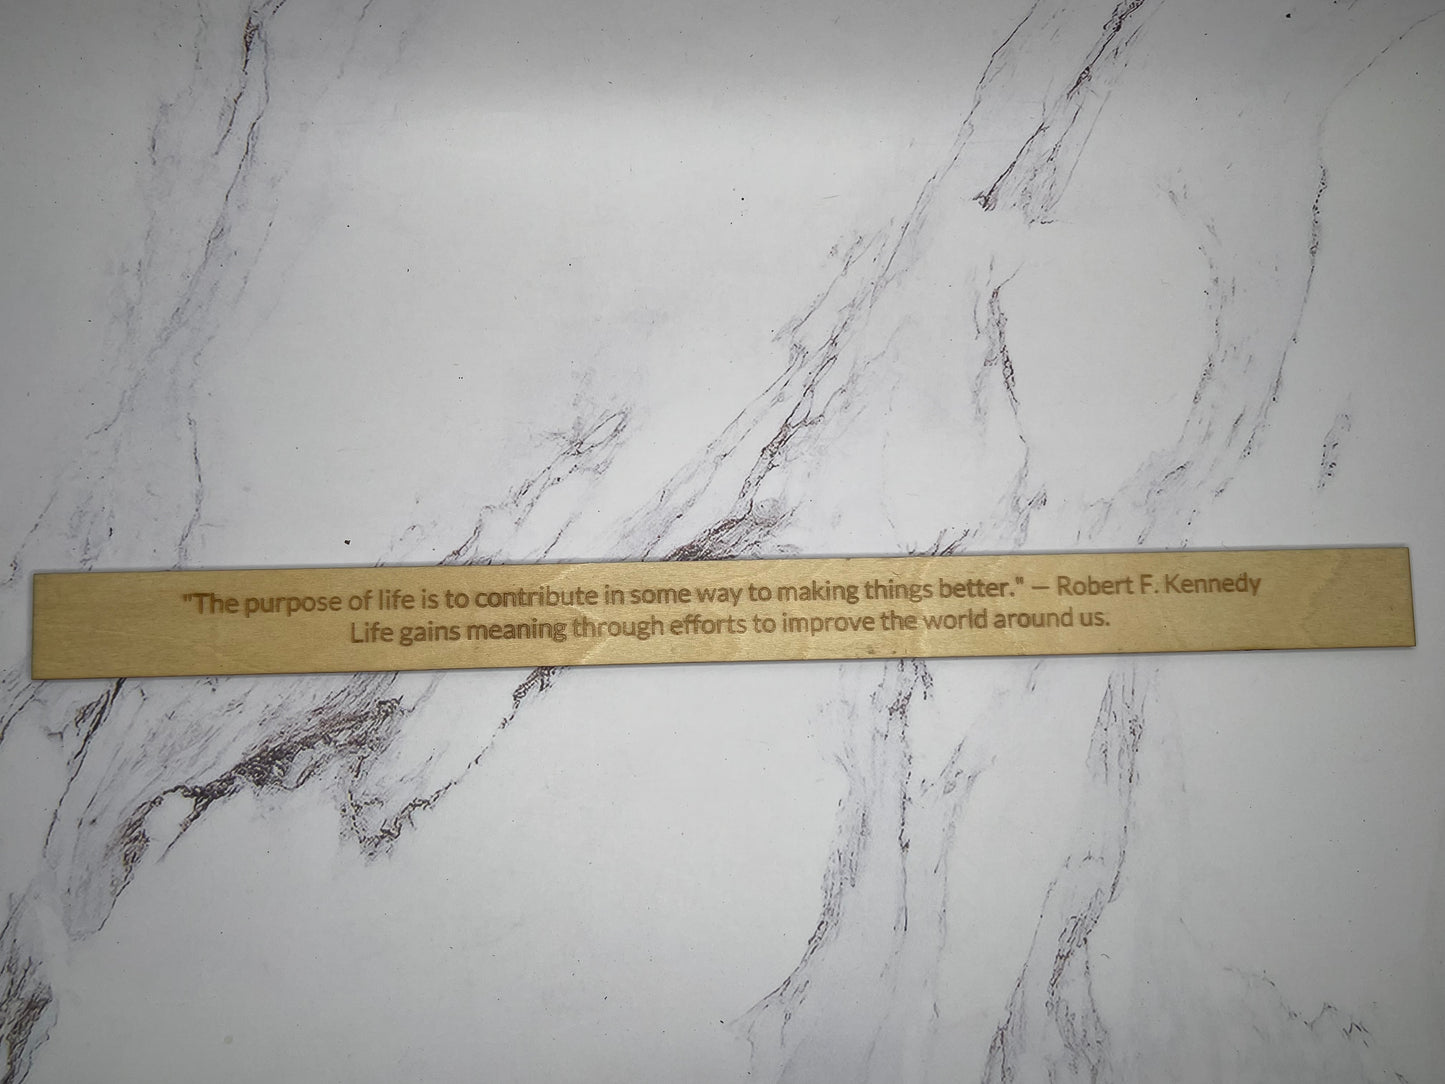 "The purpose of life is to contribute in some way to making things better." — Robert F. Kennedy
Life gains meaning through efforts to improve the world around us.